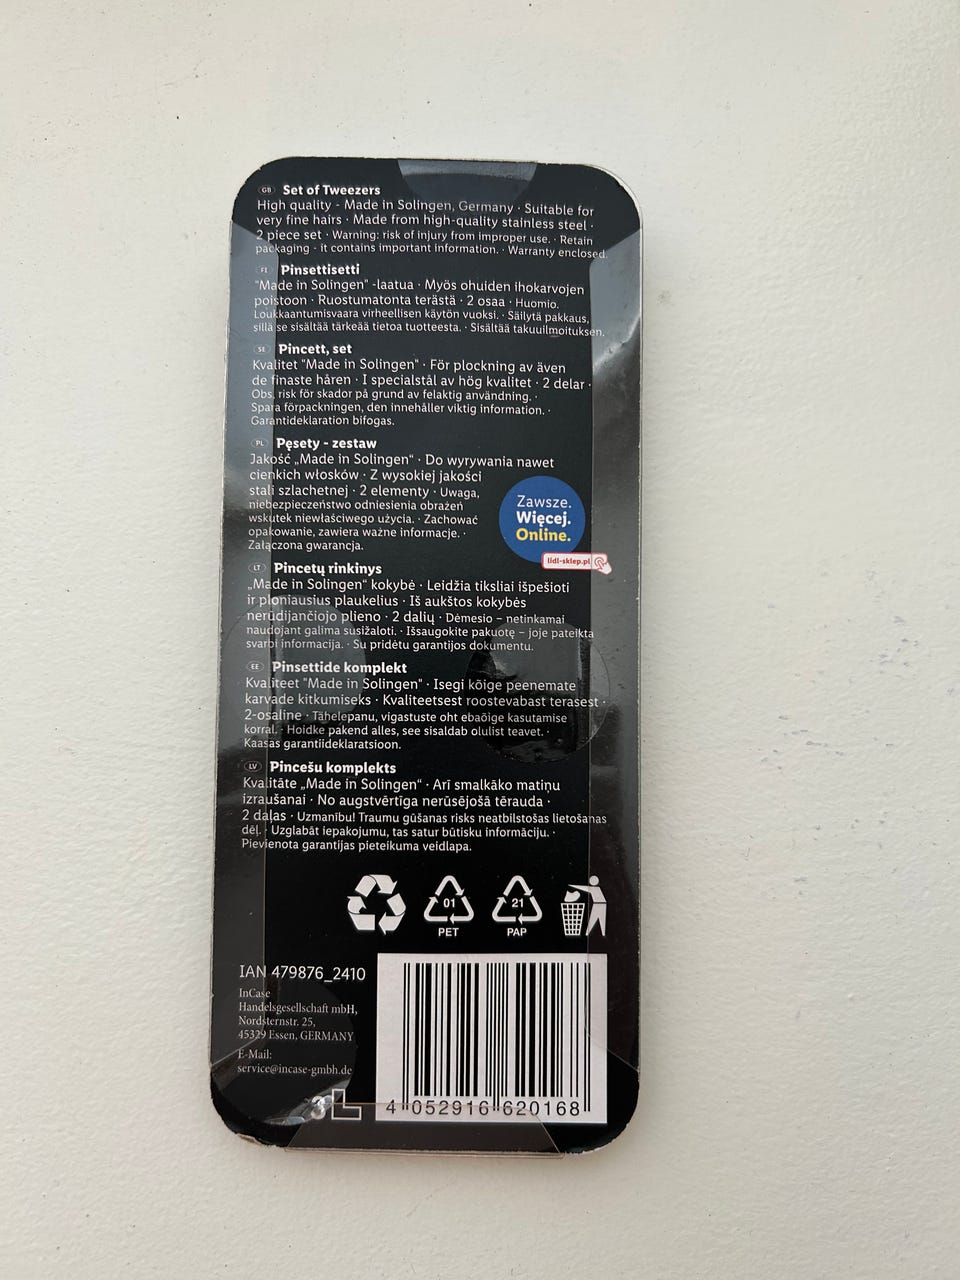 GB Set of Tweezers
High quality - Made in Solingen, Germany · Suitable for
very fine hairs · Made from high-quality stainless steel ·
2 piece set · Warning: risk of injury from improper use. · Retain
packaging - it contains important information. · Warranty enclosed.
FI Pinsettisetti
"Made in Solingen" -laatua · Myös ohuiden ihokarvojen
poistoon · Ruostumatonta terästä · 2 osaa · Huomio.
Loukkaantumisvaara virheellisen käytön vuoksi. · Säilytä pakkaus,
sillä se sisältää tärkeää tietoa tuotteesta. · Sisältää takuuilmoituksen.
SE Pincett, set
Kvalitet "Made in Solingen" · För plockning av även
de finaste håren · I specialstål av hög kvalitet · 2 delar ·
Obs, risk för skador på grund av felaktig användning. ·
Spara förpackningen, den innehåller viktig information. ·
Garantideklaration bifogas.
PL Pęsety - zestaw
Jakość „Made in Solingen“ · Do wyrywania nawet
cienkich włosków · Z wysokiej jakości
stali szlachetnej · 2 elementy · Uwaga,
niebezpieczeństwo odniesienia obrażeń
wskutek niewłaściwego użycia. · Zachować
opakowanie, zawiera ważne informacje. ·
Załączona gwarancja.
Zawsze.
Więcej.
Online.
lidl-sklep.pl
LT Pincetų rinkinys
„Made in Solingen“ kokybė · Leidžia tiksliai išpešioti
ir ploniausius plaukelius · Iš aukštos kokybės
nerūdijančiojo plieno · 2 dalių · Dėmesio – netinkamai
naudojant galima susižaloti. · Išsaugokite pakuotę – joje pateikta
svarbi informacija. · Su pridėtu garantijos dokumentu.
EE Pinsettide komplekt
Kvaliteet "Made in Solingen" · Isegi kõige peenemate
karvade kitkumiseks · Kvaliteetsest roostevabast terasest ·
2-osaline · Tähelepanu, vigastuste oht ebaõige kasutamise
korral. · Hoidke pakend alles, see sisaldab olulist teavet. ·
Kaasas garantiideklaratsioon.
LV Pincešu komplekts
Kvalitāte „Made in Solingen“ · Arī smalkāko matiņu
izraušanai · No augstvērtīga nerūsējošā tērauda ·
2 daļas · Uzmanību! Traumu gūšanas risks neatbilstošas lietošanas
dēļ. · Uzglabāt iepakojumu, tas satur būtisku informāciju. ·
Pievienota garantijas pieteikuma veidlapa.
01 21
PET PAP
IAN 479876_2410
InCase
Handelsgesellschaft mbH,
Nordsternstr. 25,
45329 Essen, GERMANY
E-Mail:
service@incase-gmbh.de
3L
4 052916 620168